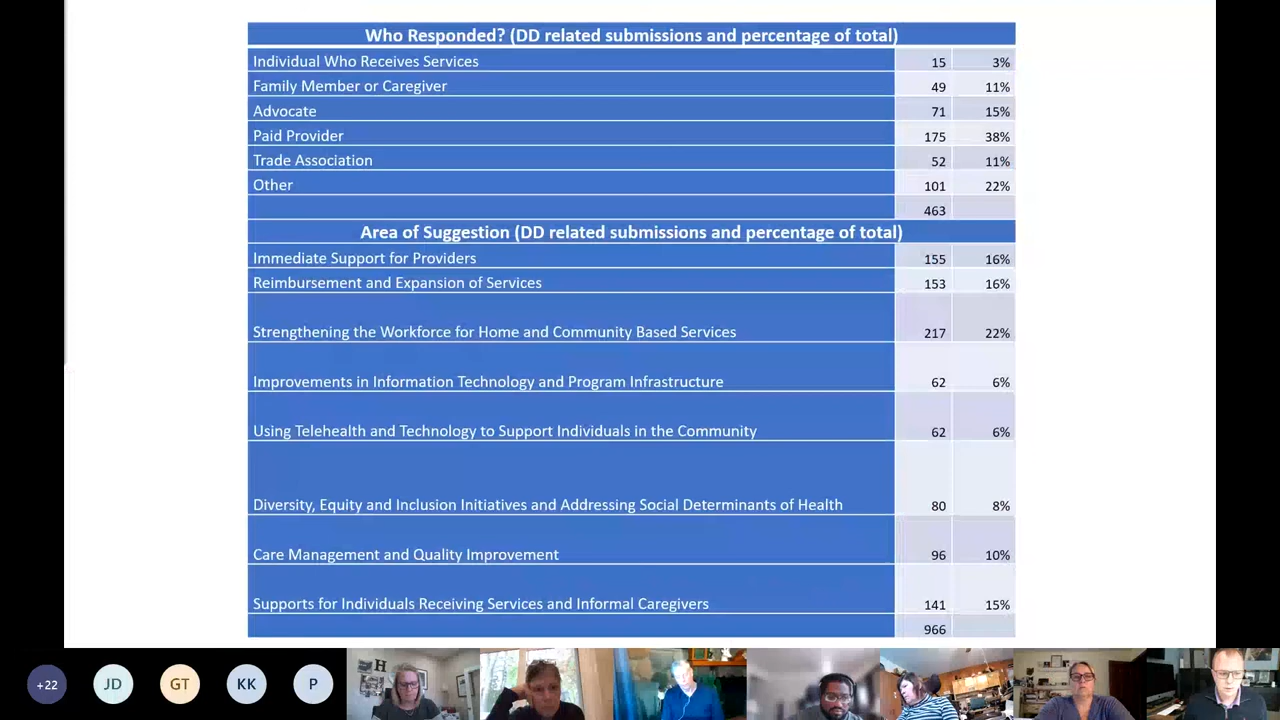 Who Responded? (DD related submissions and percentage of total)
Individual Who Receives Services 15 3%
Family Member or Caregiver 49 11%
Advocate 71 15%
Paid Provider 175 38%
Trade Association 52 11%
Other 101 22%
463
Area of Suggestion (DD related submissions and percentage of total)
Immediate Support for Providers 155 16%
Reimbursement and Expansion of Services 153 16%
Strengthening the Workforce for Home and Community Based Services 217 22%
Improvements in Information Technology and Program Infrastructure 62 6%
Using Telehealth and Technology to Support Individuals in the Community 62 6%
Diversity, Equity and Inclusion Initiatives and Addressing Social Determinants of Health 80 8%
Care Management and Quality Improvement 96 10%
Supports for Individuals Receiving Services and Informal Caregivers 141 15%
966
+22 JD GT KK P H